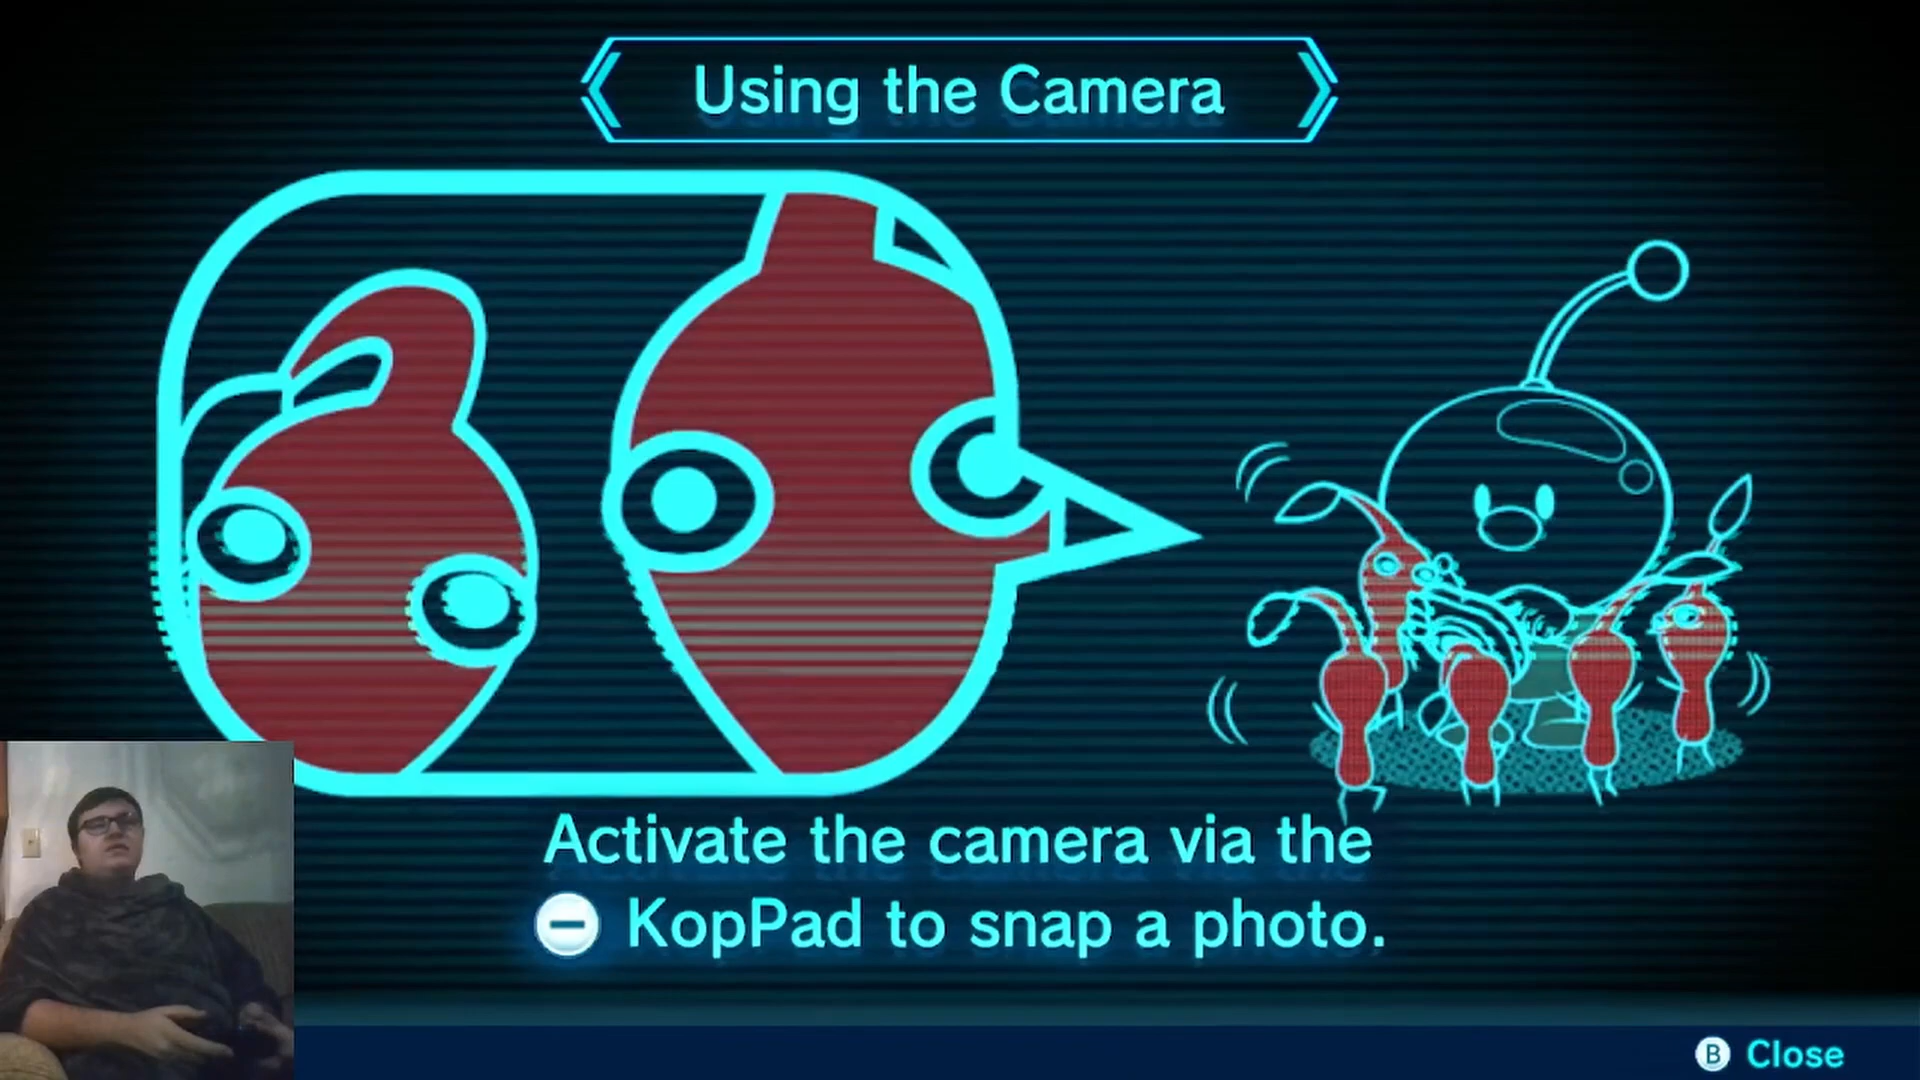 Using the Camera
Activate the camera via the
KopPad to snap a photo.
B Close